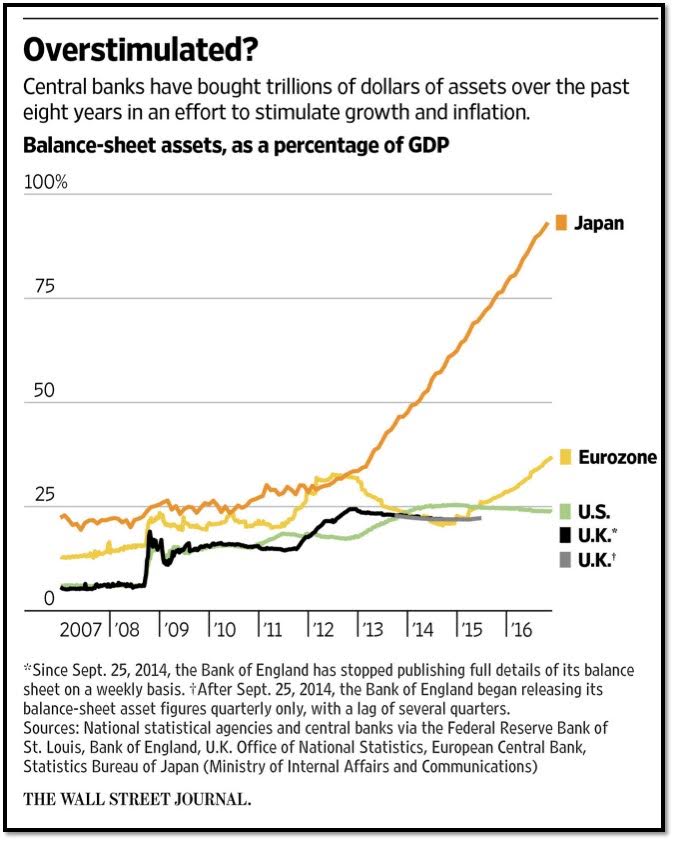 Overstimulated?
Central banks have bought trillions of dollars of assets over the past
eight years in an effort to stimulate growth and inflation.
Balance-sheet assets, as a percentage of GDP
100%
Japan
75
50
Eurozone
25
U.S.
U.K.*
U.K.†
0
2007 '08 '09 '10 '11 '12 '13 '14 '15 '16
*Since Sept. 25, 2014, the Bank of England has stopped publishing full details of its balance
sheet on a weekly basis. †After Sept. 25, 2014, the Bank of England began releasing its
balance-sheet asset figures quarterly only, with a lag of several quarters.
Sources: National statistical agencies and central banks via the Federal Reserve Bank of
St. Louis, Bank of England, U.K. Office of National Statistics, European Central Bank,
Statistics Bureau of Japan (Ministry of Internal Affairs and Communications)
THE WALL STREET JOURNAL.